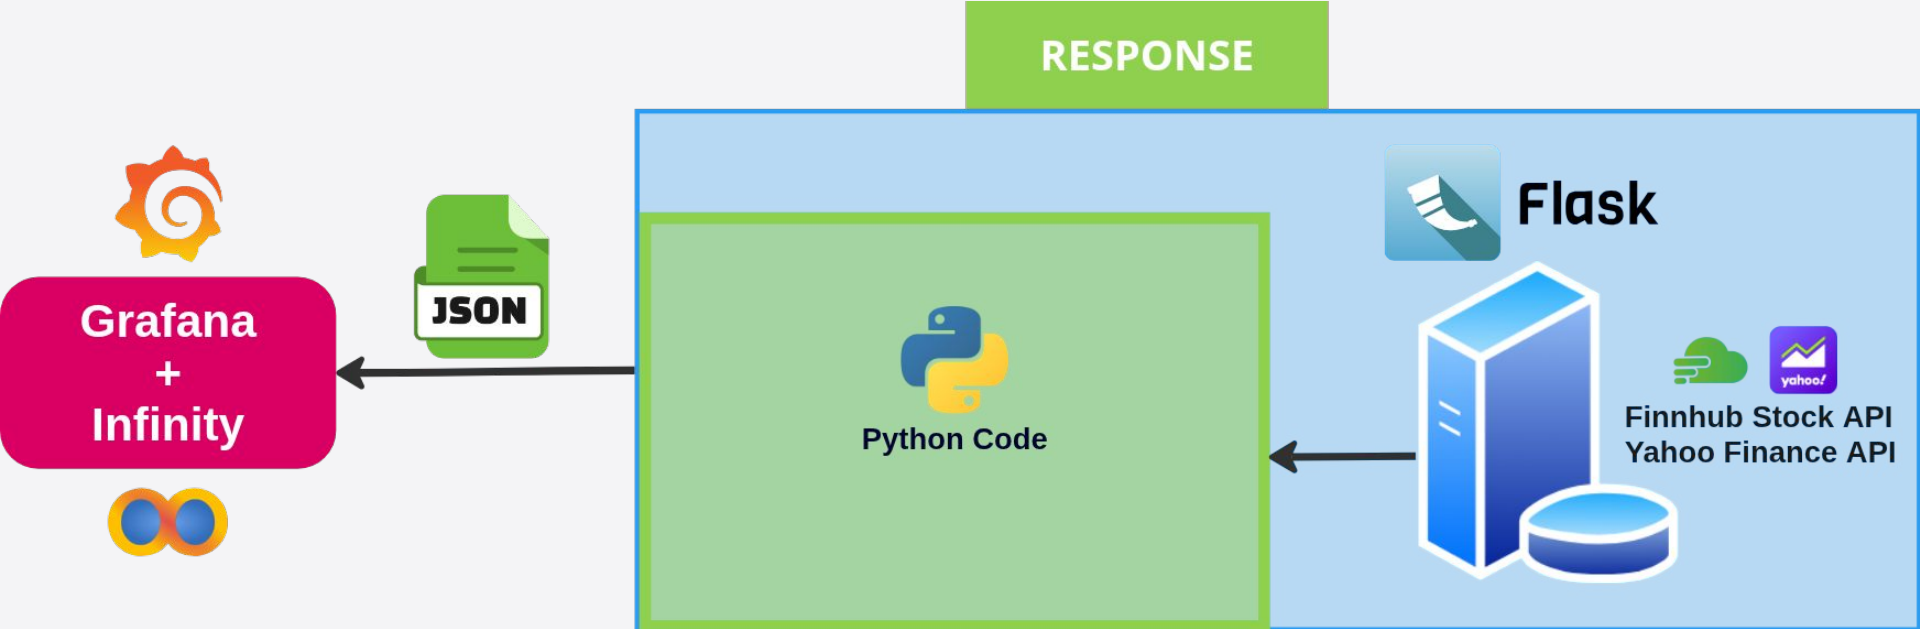 RESPONSE
Flask
JSON
Grafana
+
Infinity
Python Code
yahoo!
Finnhub Stock API
Yahoo Finance API